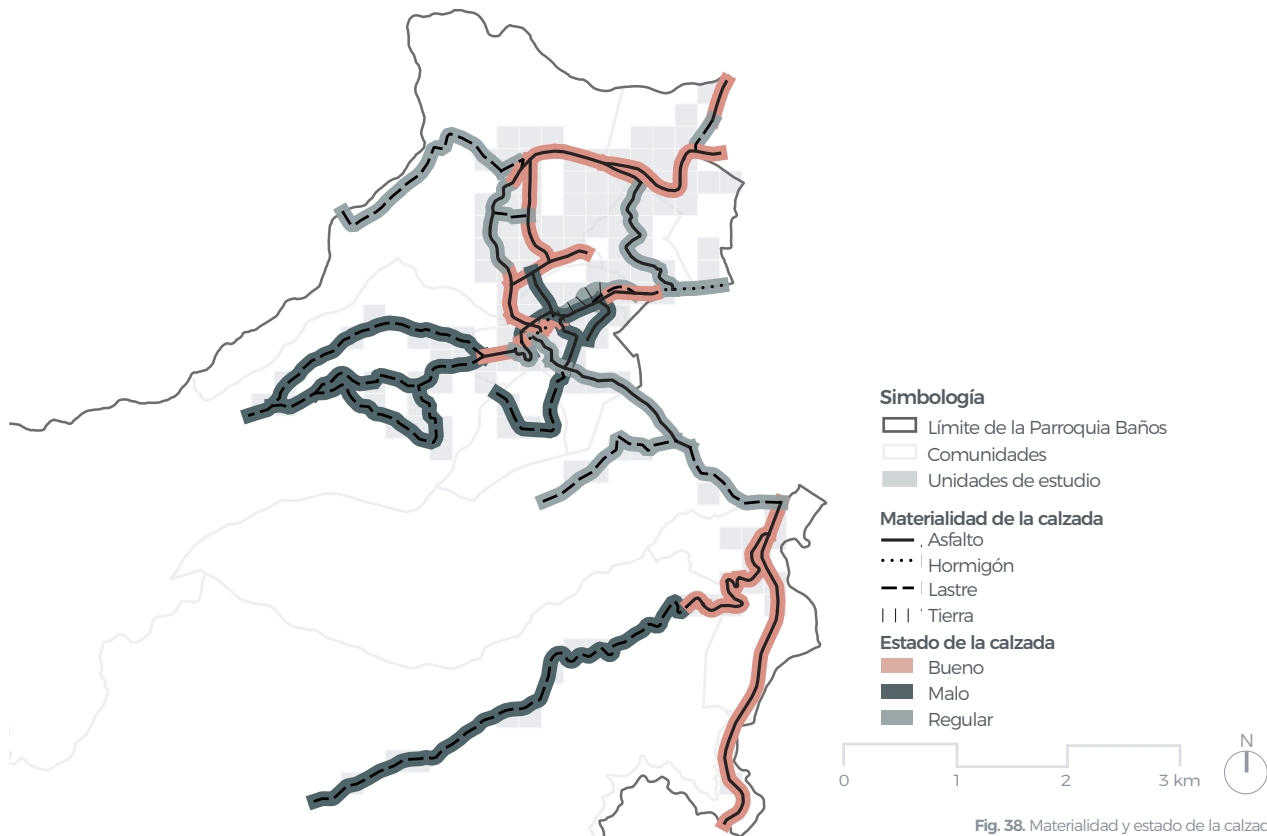 Simbología
Límite de la Parroquia Baños
Comunidades
Unidades de estudio
Materialidad de la calzada
Asfalto
Hormigón
Lastre
Tierra
Estado de la calzada
Bueno
Malo
Regular
N
0 1 2 3 km
Fig. 38. Materialidad y estado de la calzad